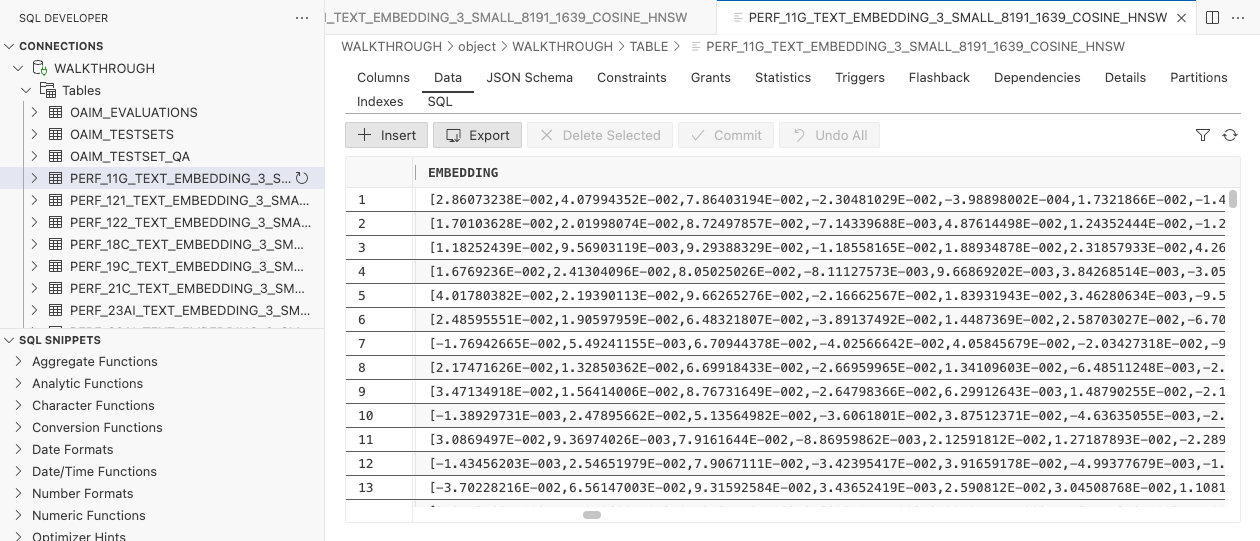 SQL DEVELOPER
CONNECTIONS
WALKTHROUGH
Tables
OAIM_EVALUATIONS
OAIM_TESTSETS
OAIM_TESTSET_QA
PERF_11G_TEXT_EMBEDDING_3_S...
PERF_121_TEXT_EMBEDDING_3_SMA...
PERF_122_TEXT_EMBEDDING_3_SMA...
PERF_18C_TEXT_EMBEDDING_3_SM...
PERF_19C_TEXT_EMBEDDING_3_SM...
PERF_21C_TEXT_EMBEDDING_3_SM...
PERF_23AI_TEXT_EMBEDDING_3_SM...
SQL SNIPPETS
Aggregate Functions
Analytic Functions
Character Functions
Conversion Functions
Date Formats
Date/Time Functions
Number Formats
Numeric Functions
Optimizer Hints
_TEXT_EMBEDDING_3_SMALL_8191_1639_COSINE_HNSW
PERF_11G_TEXT_EMBEDDING_3_SMALL_8191_1639_COSINE_HNSW
WALKTHROUGH > object > WALKTHROUGH > TABLE > PERF_11G_TEXT_EMBEDDING_3_SMALL_8191_1639_COSINE_HNSW
Columns Data JSON Schema Constraints Grants Statistics Triggers Flashback Dependencies Details Partitions
Indexes SQL
Insert Export Delete Selected Commit Undo All
EMBEDDING
1 [2.86073238E-002,4.07994352E-002,7.86403194E-002,-2.30481029E-002,-3.98898002E-004,1.7321866E-002,-1.4
2 [1.70103628E-002,2.01998074E-002,8.72497857E-002,-7.14339688E-003,4.87614498E-002,1.24352444E-002,-1.2
3 [1.18252439E-002,9.56903119E-003,9.29388329E-002,-1.18558165E-002,1.88934878E-002,2.31857933E-002,4.26
4 [1.6769236E-002,2.41304096E-002,8.05025026E-002,-8.11127573E-003,9.66869202E-003,3.84268514E-003,-3.05
5 [4.01780382E-002,2.19390113E-002,9.66265276E-002,-2.16662567E-002,1.83931943E-002,3.46280634E-003,-9.5
6 [2.48595551E-002,1.90597959E-002,6.48321807E-002,-3.89137492E-002,1.4487369E-002,2.58703027E-002,-6.70
7 [-1.76942665E-002,5.49241155E-003,6.70944378E-002,-4.02566642E-002,4.05845679E-002,-2.03427318E-002,-9
8 [2.17471626E-002,1.32850362E-002,6.69918433E-002,-2.66959965E-002,1.34109603E-002,-6.48511248E-003,-2.
9 [3.47134918E-002,1.56414006E-002,8.76731649E-002,-2.64798366E-002,6.29912643E-003,1.48790255E-002,-2.1
10 [-1.38929731E-003,2.47895662E-002,5.13564982E-002,-3.6061801E-002,3.87512371E-002,-4.63635055E-003,-2.
11 [3.0869497E-002,9.36974026E-003,7.9161644E-002,-8.86959862E-003,2.12591812E-002,1.27187893E-002,-2.289
12 [-1.43456203E-003,2.54651979E-002,7.9067111E-002,-3.42395417E-002,3.91659178E-002,-4.99377679E-003,-1.
13 [-3.70228216E-002,6.56147003E-002,9.31592584E-002,3.43652419E-003,2.590812E-002,3.04508768E-002,1.1081